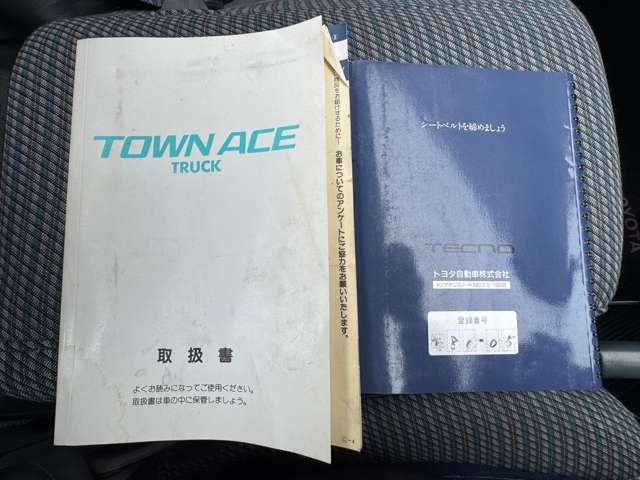 TOWN ACE
TRUCK
取扱書
よくお読みになってご使用ください。
取扱書は車の中に保管しましょう。
お車についてのアンケートにご協力をお願いいたします。
シートベルトを締めましょう
TECNO
トヨタ自動車株式会社
登録番号
80-05
TOYOTA